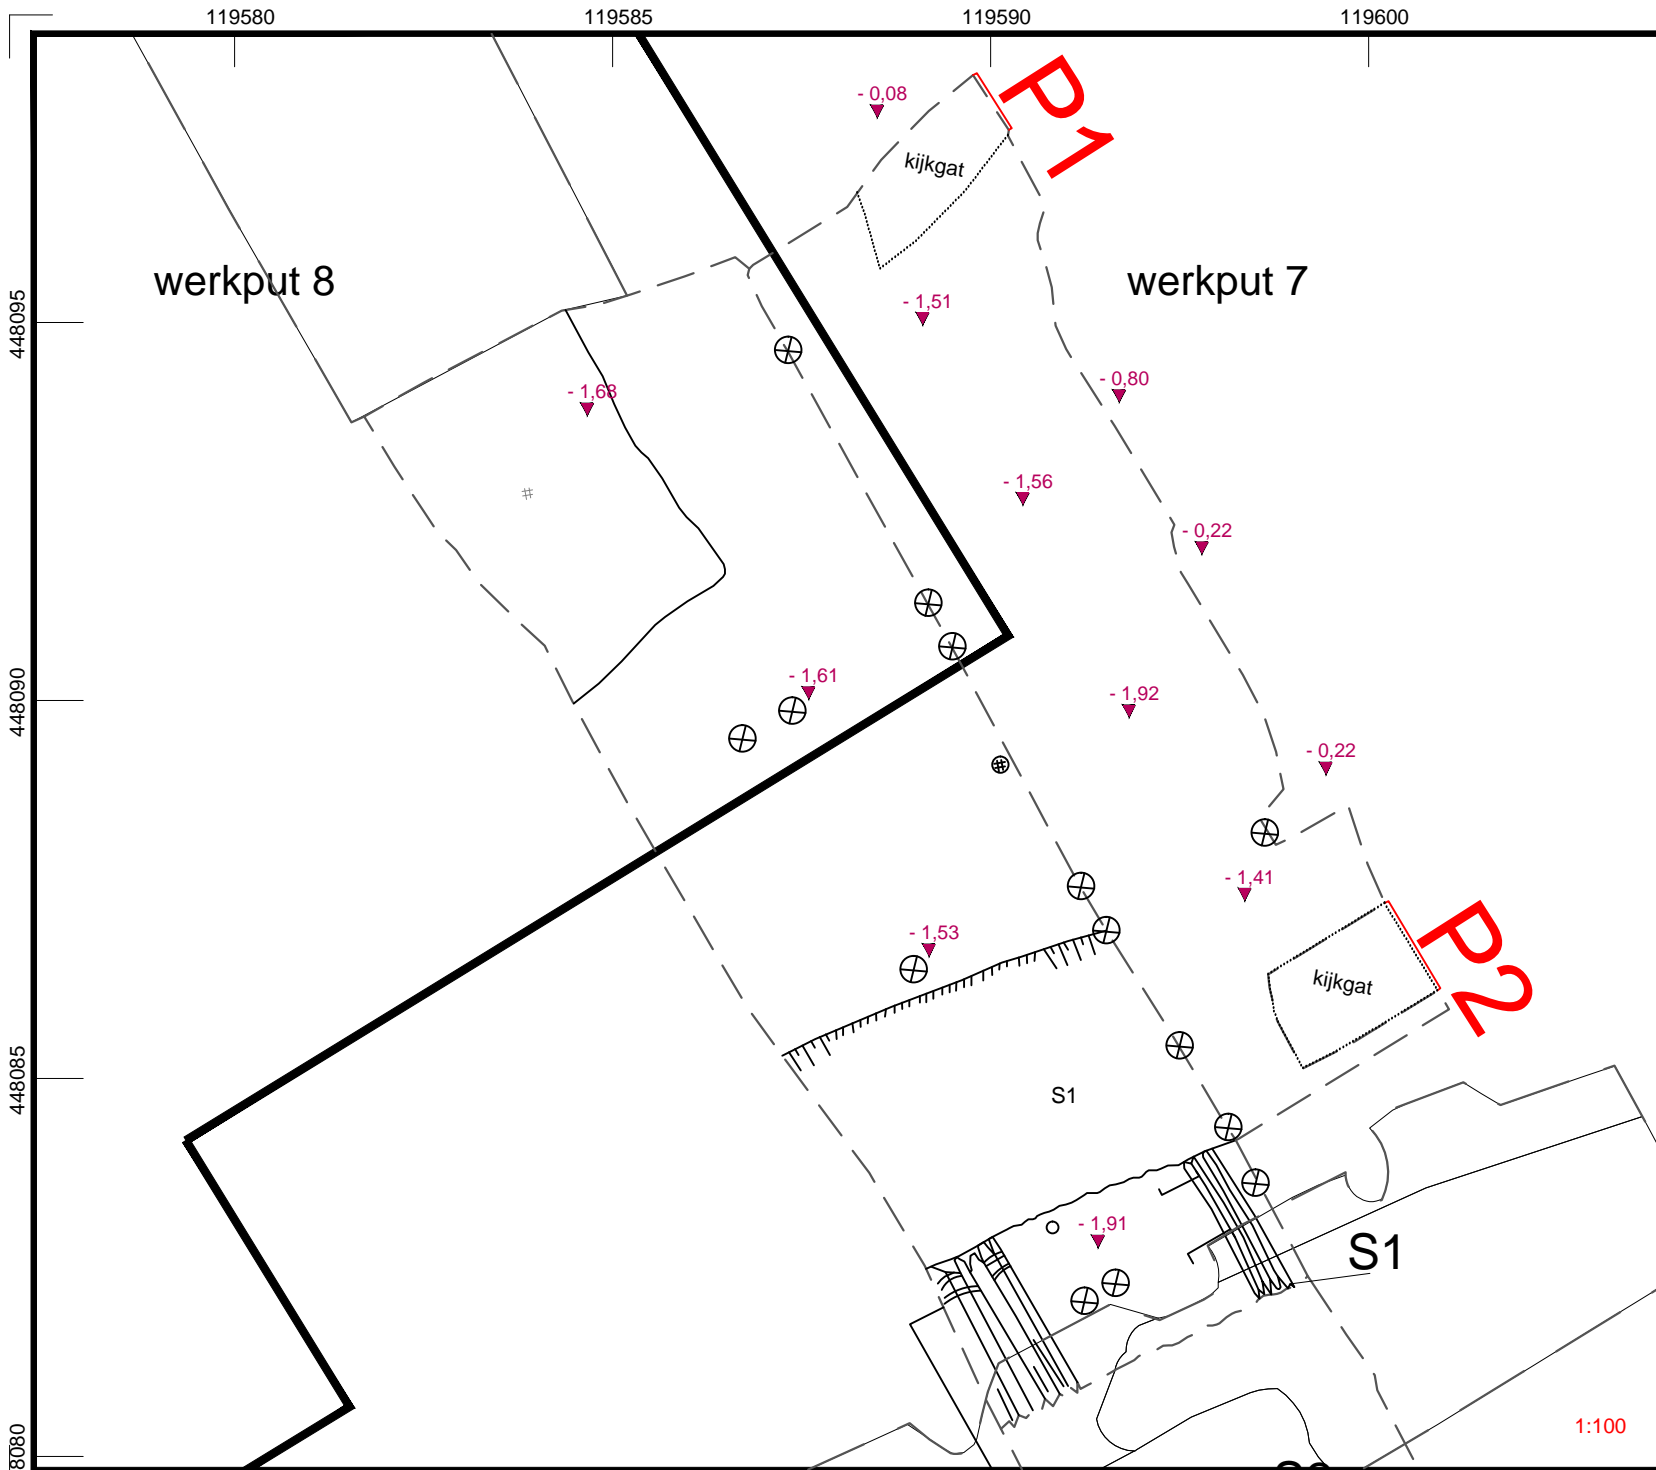 119580
119585
119590
119600
P1
- 0,08
kijkgat
werkput 8
werkput 7
448095
- 1,51
- 0,80
- 1,68
- 1,56
#
- 0,22
448090
- 1,61
- 1,92
- 0,22
#
- 1,41
P2
- 1,53
kijkgat
448085
S1
- 1,91
S1
1:100
8080